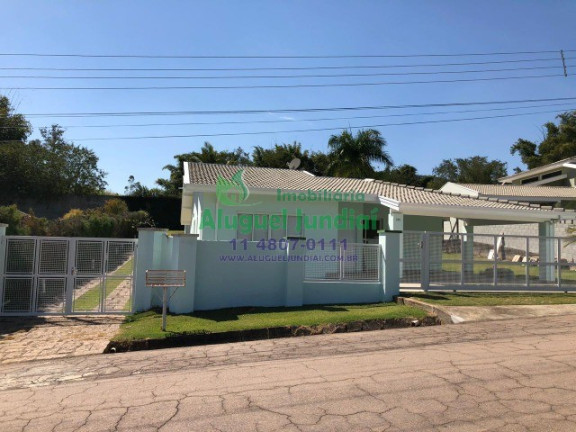 Imobiliária
Aluguel Jundiaí
11 4807-0111
WWW.ALUGUELJUNDIAI.COM.BR